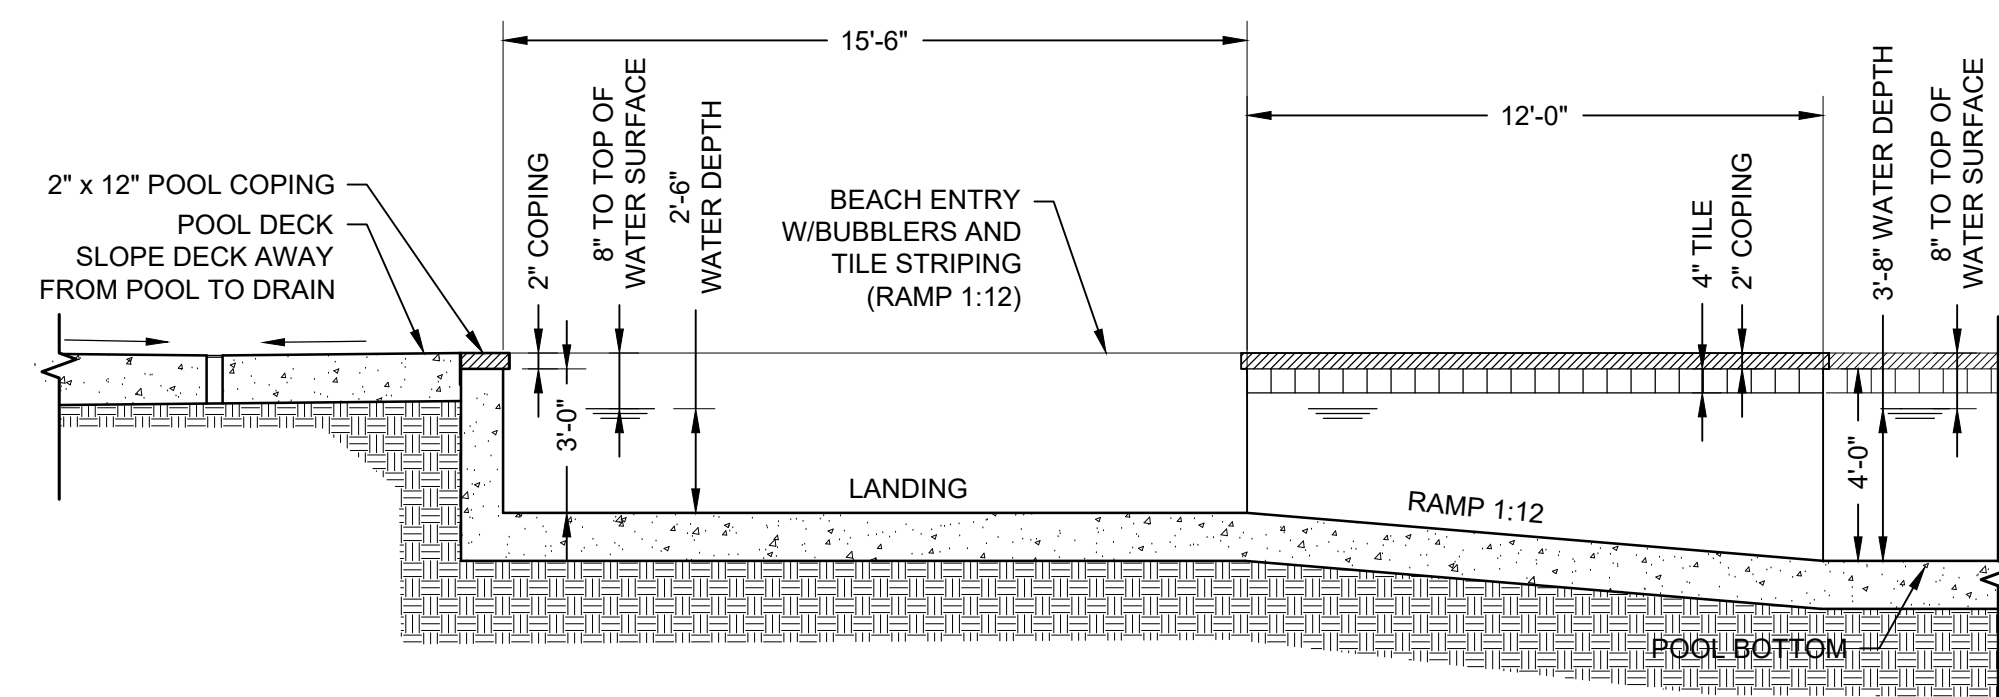 15'-6"
12'-0"
2" x 12" POOL COPING
POOL DECK
SLOPE DECK AWAY
FROM POOL TO DRAIN
2" COPING
8" TO TOP OF
WATER SURFACE
2'-6"
WATER DEPTH
BEACH ENTRY
W/BUBBLERS AND
TILE STRIPING
(RAMP 1:12)
4" TILE
2" COPING
3'-8" WATER DEPTH
8" TO TOP OF
WATER SURFACE
3'-0"
LANDING
RAMP 1:12
4'-0"
POOL BOTTOM